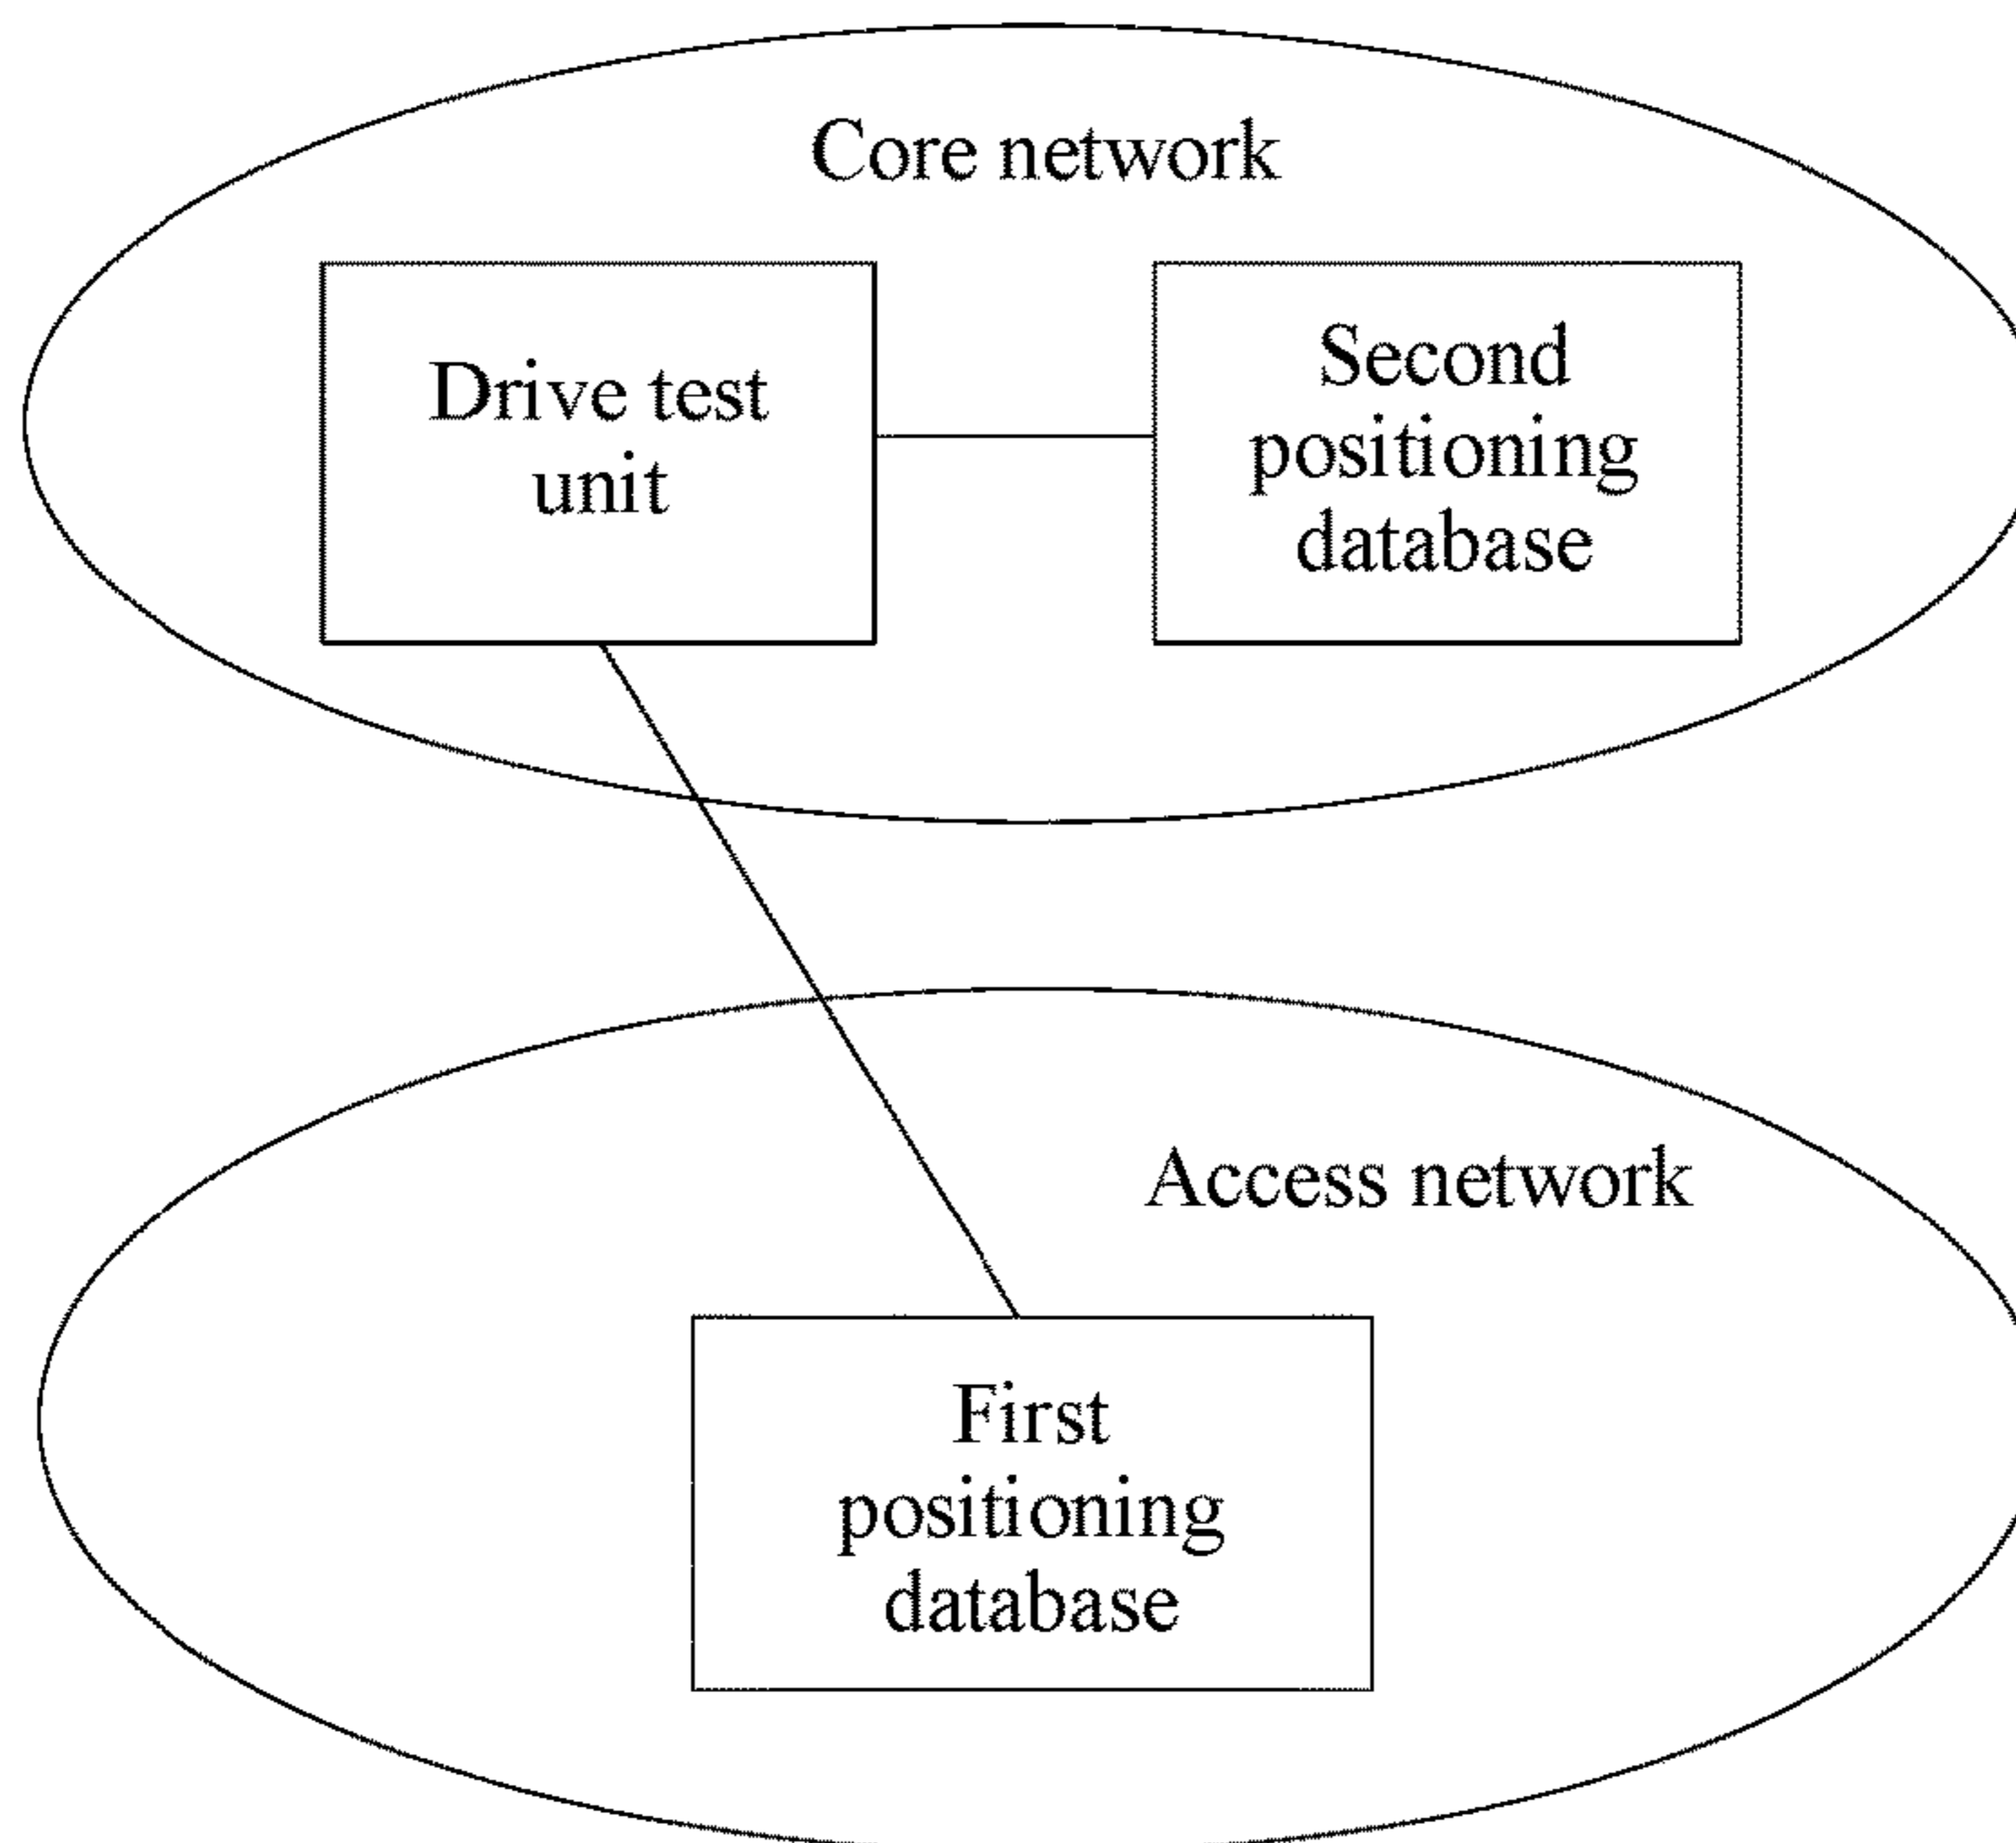 Core network
Drive test
unit
Second
positioning
database
Access network
First
positioning
database